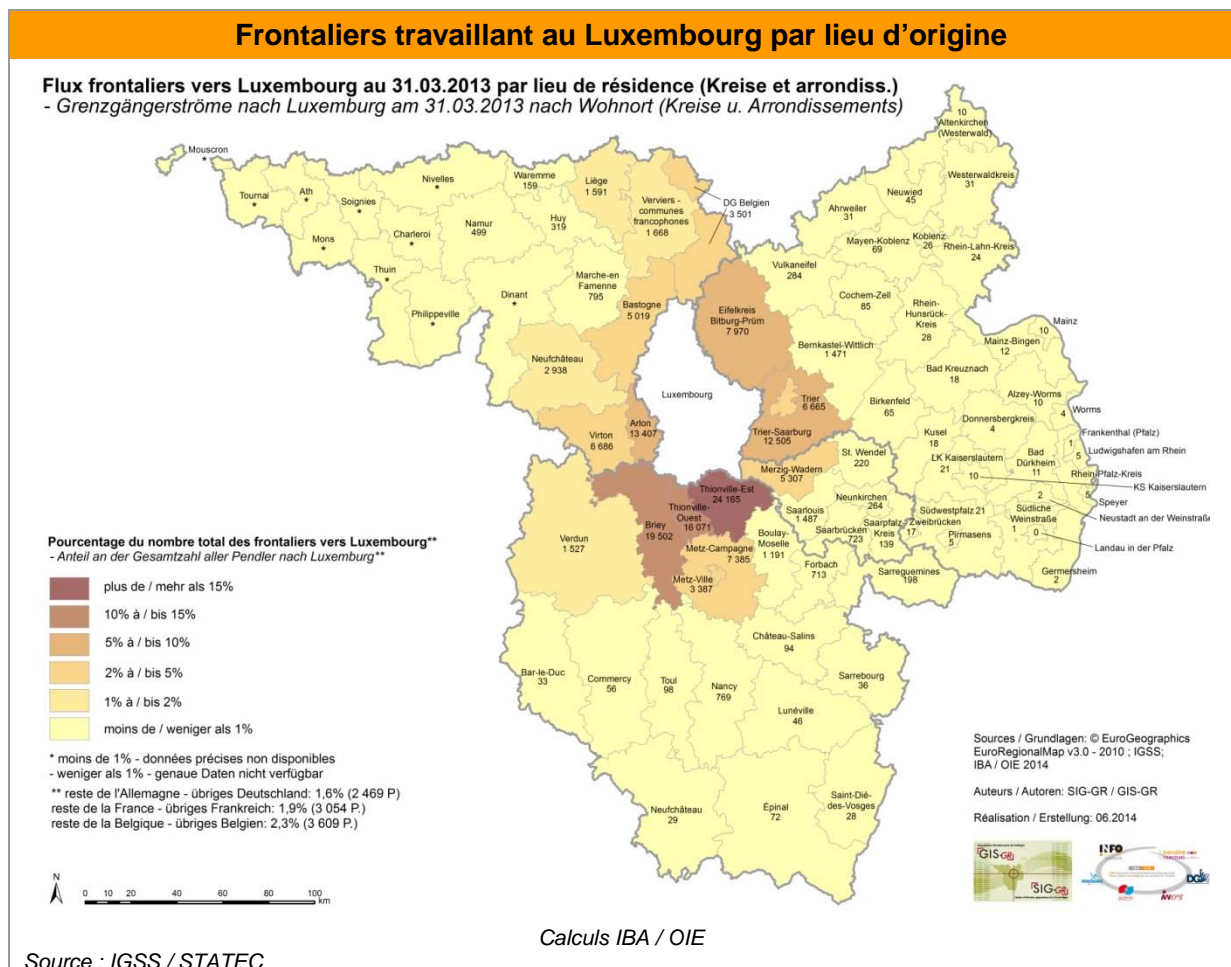 Frontaliers travaillant au Luxembourg par lieu d'origine
Flux frontaliers vers Luxembourg au 31.03.2013 par lieu de résidence (Kreise et arrondiss.)
- Grenzgängerströme nach Luxemburg am 31.03.2013 nach Wohnort (Kreise u. Arrondissements)
Mouscron
*
Tournai
*
Ath
*
Soignies
*
Mons
*
Nivelles
*
Charleroi
*
Thuin
*
Philippeville
*
Namur
499
Dinant
*
Waremme
159
Huy
319
Liège
1 591
Verviers -
communes
francophones
1 668
DG Belgien
3 501
Marche-en
Famenne
795
Bastogne
5 019
Neufchâteau
2 938
Virton
6 686
Arlon
13 407
Luxembourg
Eifelkreis
Bitburg-Prüm
7 970
Vulkaneifel
284
Bernkastel-Wittlich
1 471
Trier
6 665
Trier-Saarburg
12 505
Merzig-Wadern
5 307
St. Wendel
220
Neunkirchen
264
Saarlouis
1 487
Saarbrücken
723
Saarpfalz-
Kreis
139
10
Altenkirchen
(Westerwald)
Westerwaldkreis
31
Neuwied
45
Ahrweiler
31
Mayen-Koblenz
69
Koblenz
26
Rhein-Lahn-Kreis
24
Cochem-Zell
85
Rhein-
Hunsrück-
Kreis
28
Mainz
10
Mainz-Bingen
12
Bad Kreuznach
18
Birkenfeld
65
Alzey-Worms
10
Worms
4
Donnersbergkreis
4
Kusel
18
LK Kaiserslautern
21
Frankenthal (Pfalz)
1
Ludwigshafen am Rhein
5
Bad
Dürkheim
11
Rhein-Pfalz-Kreis
5
KS Kaiserslautern
10
Speyer
5
Neustadt an der Weinstraße
2
Südwestpfalz 21
Zweibrücken
17
Pirmasens
5
Südliche
Weinstraße
1
Landau in der Pfalz
0
Germersheim
2
Thionville-Est
24 165
Thionville-
Ouest
16 071
Briey
19 502
Verdun
1 527
Metz-Campagne
7 385
Metz-Ville
3 387
Boulay-
Moselle
1 191
Forbach
713
Sarreguemines
198
Château-Salins
94
Sarrebourg
36
Bar-le-Duc
33
Commercy
56
Toul
98
Nancy
769
Lunéville
46
Neufchâteau
29
Épinal
72
Saint-Dié-
des-Vosges
28
Pourcentage du nombre total des frontaliers vers Luxembourg**
- Anteil an der Gesamtzahl aller Pendler nach Luxemburg**
plus de / mehr als 15%
10% à / bis 15%
5% à / bis 10%
2% à / bis 5%
1% à / bis 2%
moins de / weniger als 1%
* moins de 1% - données précises non disponibles
- weniger als 1% - genaue Daten nicht verfügbar
** reste de l'Allemagne - übriges Deutschland: 1,6% (2 469 P.)
reste de la France - übriges Frankreich: 1,9% (3 054 P.)
reste de la Belgique - übriges Belgien: 2,3% (3 609 P.)
N
0 10 20 40 60 80 100
km
Sources / Grundlagen: © EuroGeographics
EuroRegionalMap v3.0 - 2010 ; IGSS;
IBA / OIE 2014
Auteurs / Autoren: SIG-GR / GIS-GR
Réalisation / Erstellung: 06.2014
GIS-GR
SIG-GR
INFO
DG
INEPS
Calculs IBA / OIE
Source : IGSS / STATEC